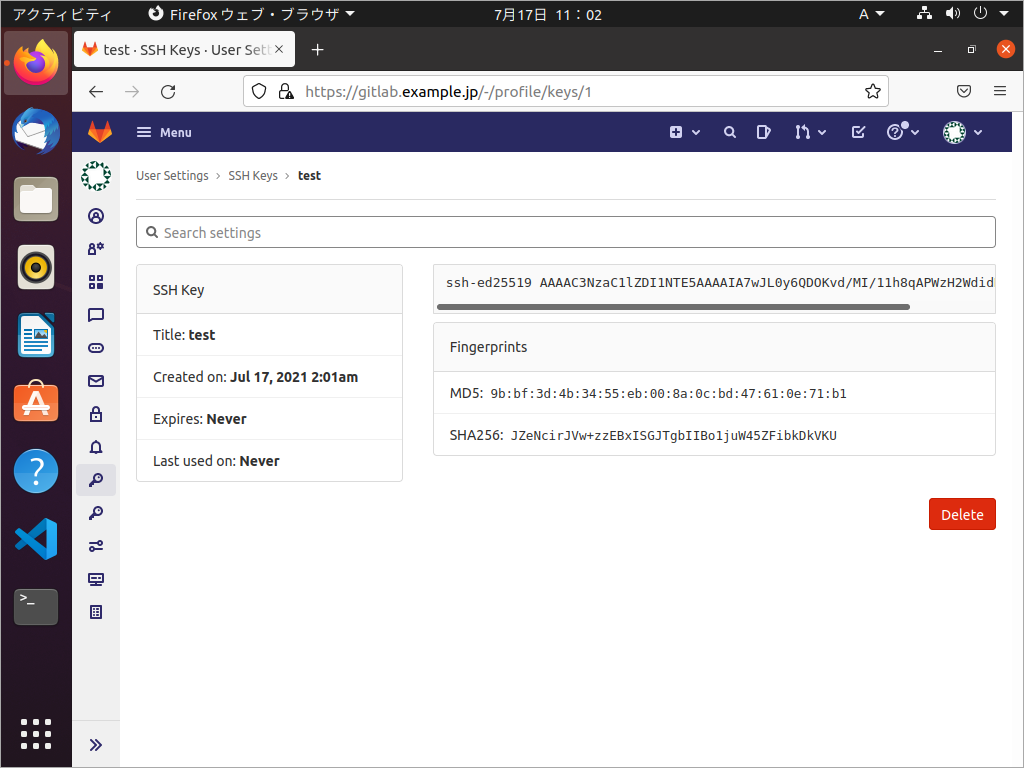 アクティビティ
Firefox ウェブ・ブラウザ
7月17日 11：02
A
test · SSH Keys · User Sett
https://gitlab.example.jp/-/profile/keys/1
Menu
User Settings › SSH Keys › test
Search settings
SSH Key
Title: test
Created on: Jul 17, 2021 2:01am
Expires: Never
Last used on: Never
ssh-ed25519 AAAAC3NzaC1lZDI1NTE5AAAAIA7wJL0y6QDOKvd/MI/11h8qAPWzH2Wdid
Fingerprints
MD5: 9b:bf:3d:4b:34:55:eb:00:8a:0c:bd:47:61:0e:71:b1
SHA256: JZeNcirJVw+zzEBxISGJTgbIIBo1juW45ZFibkDkVKU
Delete
>_